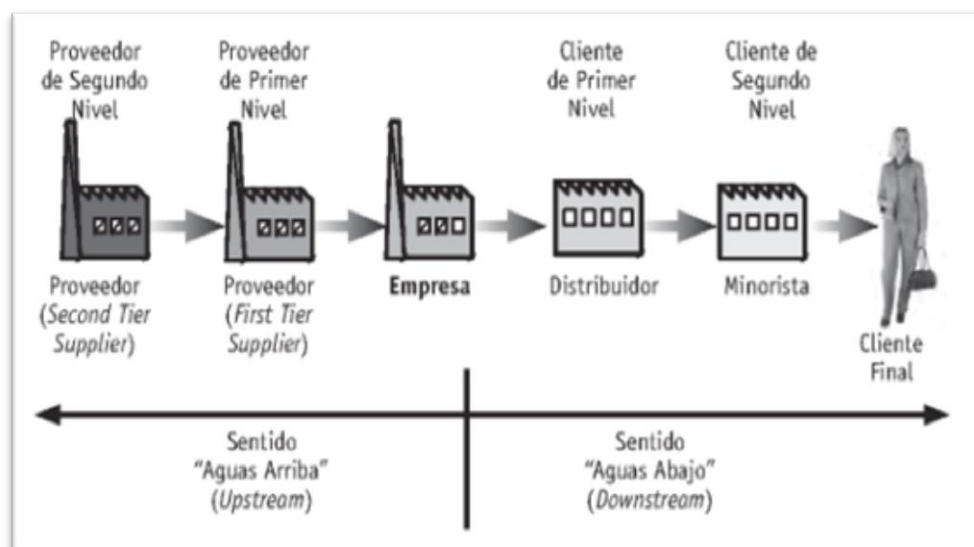 Proveedor
de Segundo
Nivel
Proveedor
de Primer
Nivel
Cliente
de Primer
Nivel
Cliente de
Segundo
Nivel
Proveedor
(Second Tier
Supplier)
Proveedor
(First Tier
Supplier)
Empresa
Distribuidor
Minorista
Cliente
Final
Sentido
"Aguas Arriba"
(Upstream)
Sentido
"Aguas Abajo"
(Downstream)